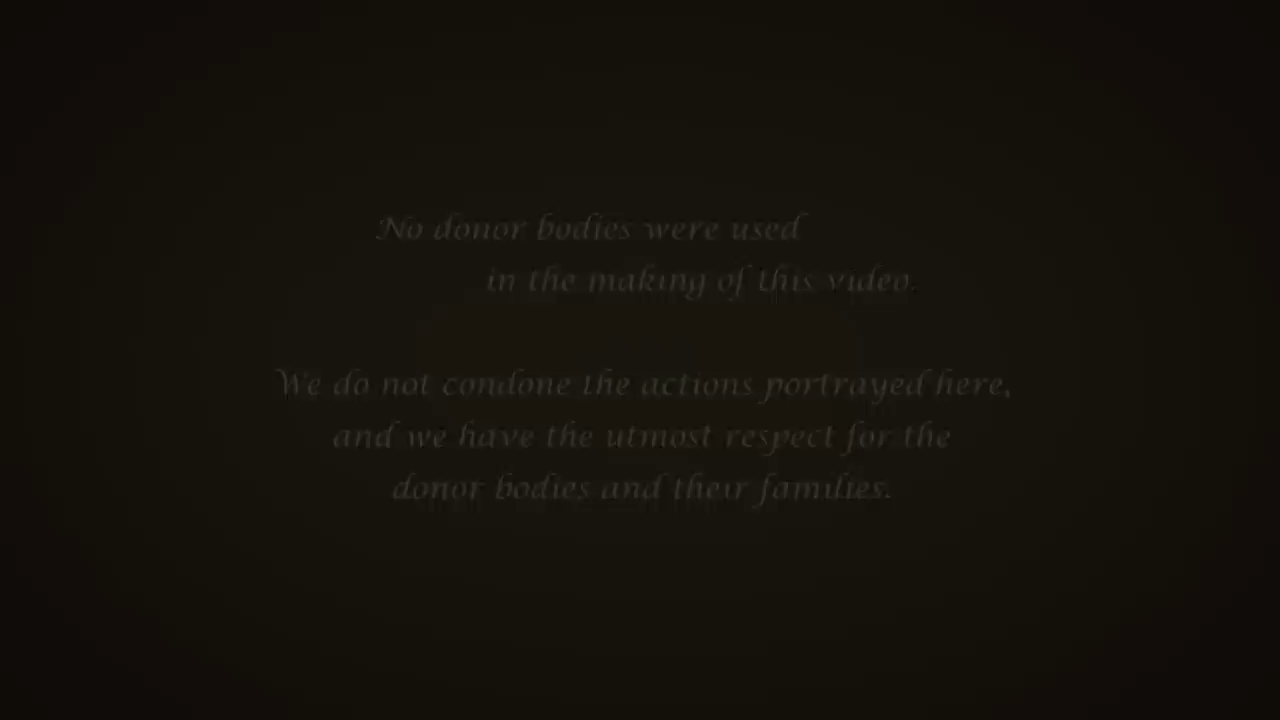 No donor bodies were used
in the making of this video.
We do not condone the actions portrayed here,
and we have the utmost respect for the
donor bodies and their families.